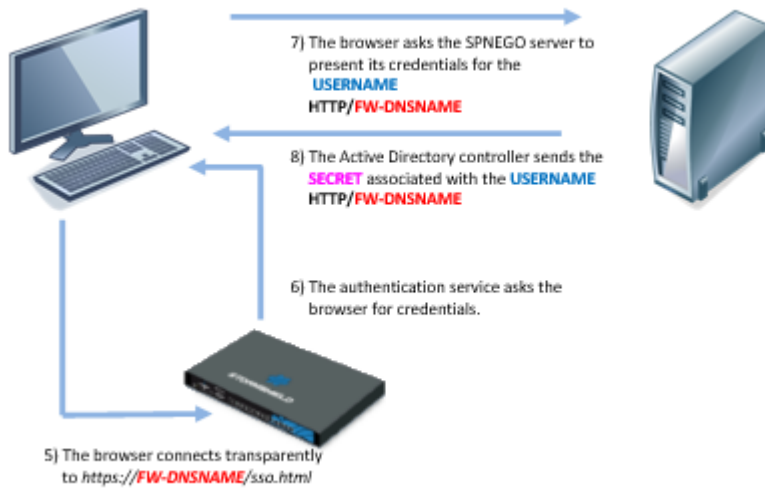 7) The browser asks the SPNEGO server to
present its credentials for the
USERNAME
HTTP/FW-DNSNAME
8) The Active Directory controller sends the
SECRET associated with the USERNAME
HTTP/FW-DNSNAME
6) The authentication service asks the
browser for credentials.
STORMSHIELD
5) The browser connects transparently
to https://FW-DNSNAME/sso.html